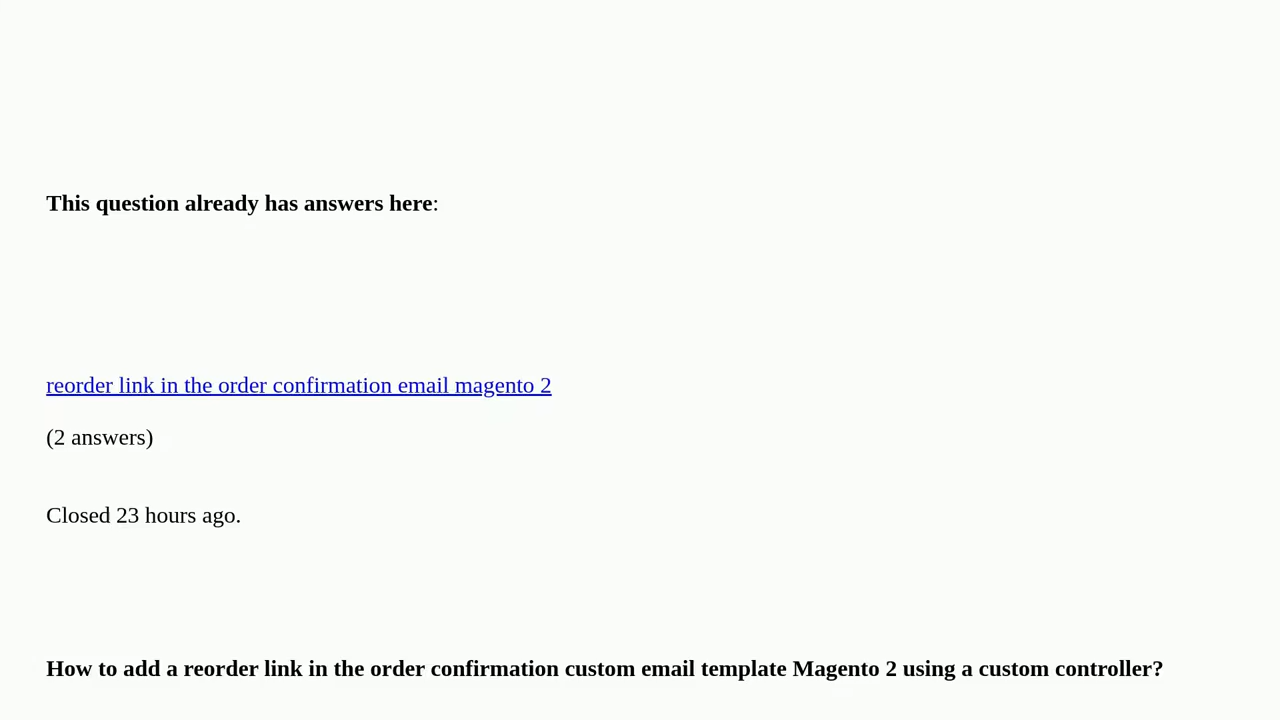 This question already has answers here:
reorder link in the order confirmation email magento 2
(2 answers)
Closed 23 hours ago.
How to add a reorder link in the order confirmation custom email template Magento 2 using a custom controller?